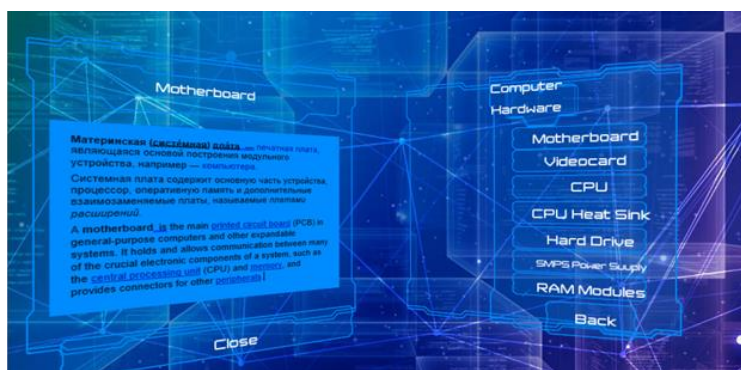 Motherboard
Материнская (системная) плата — печатная плата,
являющаяся основой построения модульного
устройства, например — компьютера.
Системная плата содержит основную часть устройства,
процессор, оперативную память и дополнительные
взаимозаменяемые платы, называемые платами
расширений.
A motherboard is the main printed circuit board (PCB) in
general-purpose computers and other expandable
systems. It holds and allows communication between many
of the crucial electronic components of a system, such as
the central processing unit (CPU) and memory, and
provides connectors for other peripherals.
Close
Computer
Hardware
Motherboard
Videocard
CPU
CPU Heat Sink
Hard Drive
SMPS Power Supply
RAM Modules
Back